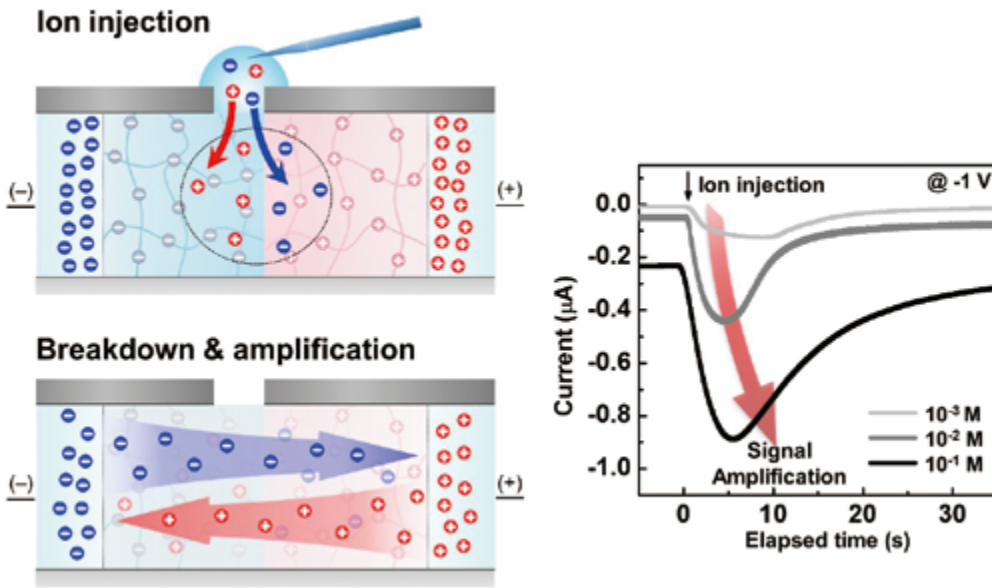 Ion injection
(–)
(+)
Breakdown & amplification
(–)
(+)
Ion injection
@ -1 V
0.0
-0.2
-0.4
-0.6
-0.8
-1.0
Current (μA)
10⁻³ M
10⁻² M
10⁻¹ M
Signal
Amplification
0
10
20
30
Elapsed time (s)